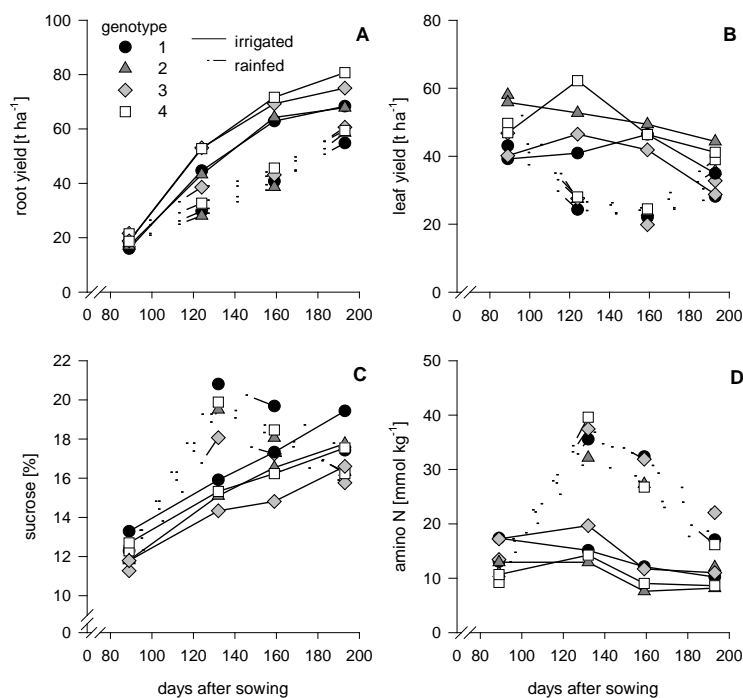 A
genotype
1
2
3
4
irrigated
rainfed
root yield [t ha⁻¹]
100
80
60
40
20
0
0 80 100 120 140 160 180 200
B
leaf yield [t ha⁻¹]
80
60
40
20
0
0 80 100 120 140 160 180 200
C
sucrose [%]
22
20
18
16
14
12
10
0
0 80 100 120 140 160 180 200
days after sowing
D
amino N [mmol kg⁻¹]
50
40
30
20
10
0
0 80 100 120 140 160 180 200
days after sowing